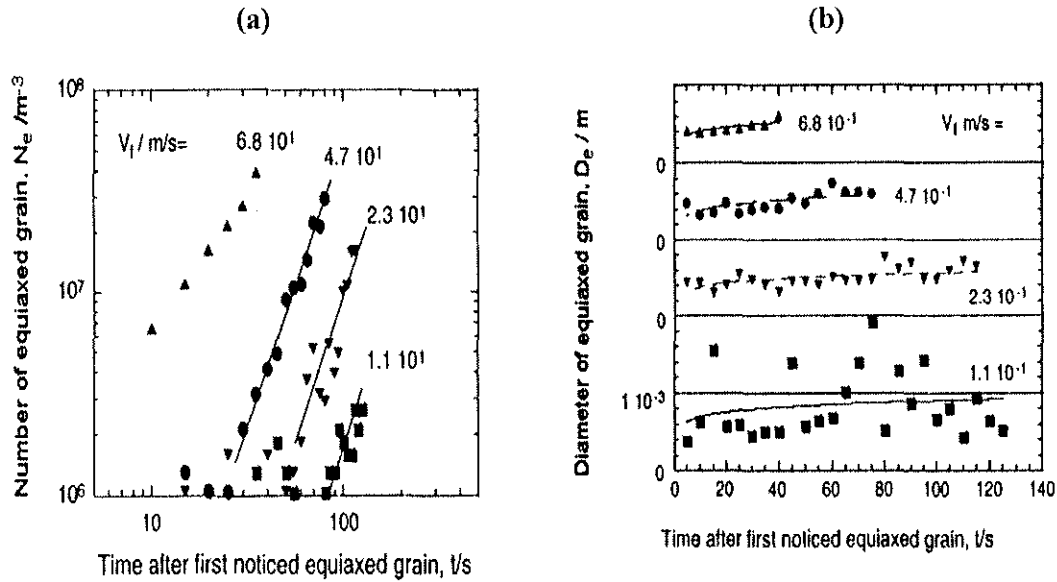 (a)
Number of equiaxed grain. Nₑ /m⁻³
10⁸
10⁷
10⁶
V_f / m/s=
6.8 10¹
4.7 10¹
2.3 10¹
1.1 10¹
10
100
Time after first noticed equiaxed grain, t/s
(b)
Diameter of equiaxed grain. Dₑ / m
6.8 10⁻¹
V_f m/s =
0
4.7 10⁻¹
0
2.3 10⁻¹
0
1.1 10⁻¹
1 10⁻³
0
0 20 40 60 80 100 120 140
Time after first noticed equiaxed grain, t/s